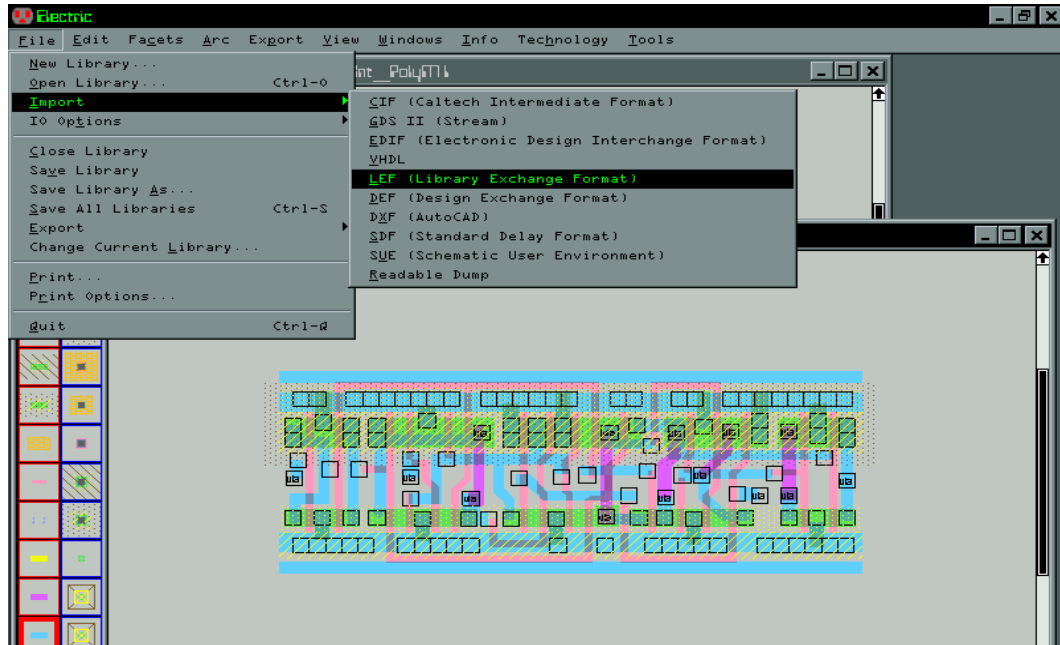 Electric
File Edit Facets Arc Export View Windows Info Technology Tools
New Library...
Open Library... Ctrl-O
Import
IO Options
Close Library
Save Library
Save Library As...
Save All Libraries Ctrl-S
Export
Change Current Library...
Print...
Print Options...
Quit Ctrl-Q
CIF (Caltech Intermediate Format)
GDS II (Stream)
EDIF (Electronic Design Interchange Format)
VHDL
LEF (Library Exchange Format)
DEF (Design Exchange Format)
DXF (AutoCAD)
SDF (Standard Delay Format)
SUE (Schematic User Environment)
Readable Dump